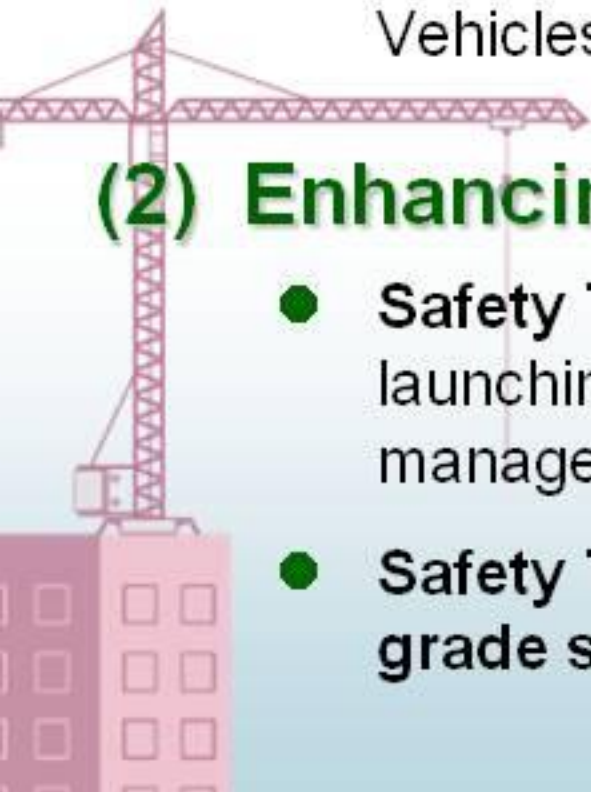 Vehicles
(2) Enhancin
● Safety T
launchin
manage
● Safety T
grade s